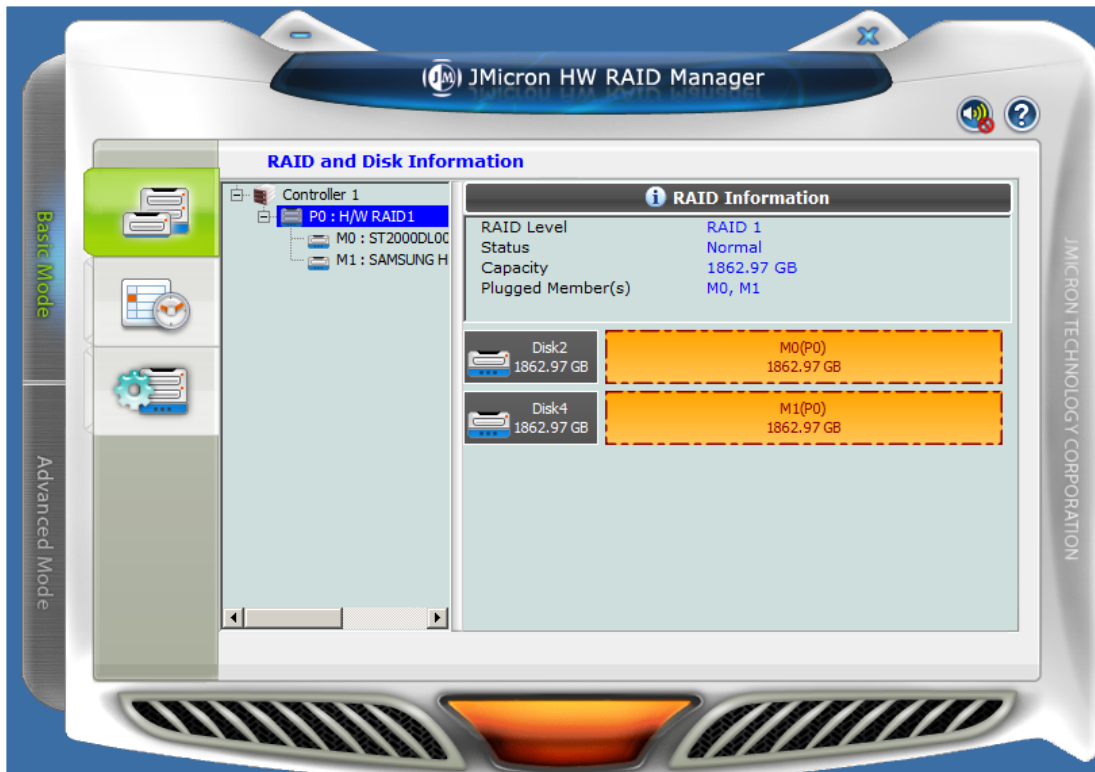 JM JMicron HW RAID Manager
RAID and Disk Information
Basic Mode
Advanced Mode
Controller 1
P0 : H/W RAID1
M0 : ST2000DL00
M1 : SAMSUNG H
RAID Information
RAID Level RAID 1
Status Normal
Capacity 1862.97 GB
Plugged Member(s) M0, M1
Disk2
1862.97 GB
M0(P0)
1862.97 GB
Disk4
1862.97 GB
M1(P0)
1862.97 GB
JMICRON TECHNOLOGY CORPORATION